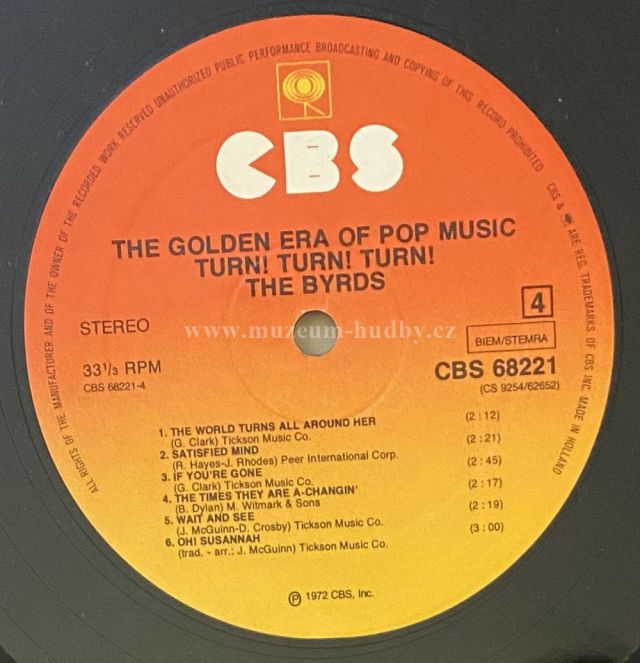 ALL RIGHTS OF THE MANUFACTURER AND OF THE OWNER OF THE RECORDED WORK RESERVED UNAUTHORIZED PUBLIC PERFORMANCE BROADCASTING AND COPYING OF THIS RECORD PROHIBITED
CBS & ARE REG. TRADEMARKS OF CBS INC. MADE IN HOLLAND
CBS
THE GOLDEN ERA OF POP MUSIC
TURN! TURN! TURN!
THE BYRDS
STEREO
4
www.muzeum-hudby.cz
BIEM/STEMRA
33 1/3 RPM
CBS 68221
CBS 68221-4
(CS 9254/62652)
1. THE WORLD TURNS ALL AROUND HER (2:12)
(G. Clark) Tickson Music Co.
2. SATISFIED MIND (2:21)
(R. Hayes-J. Rhodes) Peer International Corp.
3. IF YOU'RE GONE (2:45)
(G. Clark) Tickson Music Co.
4. THE TIMES THEY ARE A-CHANGIN' (2:17)
(B. Dylan) M. Witmark & Sons
5. WAIT AND SEE (2:19)
(J. McGuinn-D. Crosby) Tickson Music Co.
6. OH! SUSANNAH (3:00)
(trad. - arr.: J. McGuinn) Tickson Music Co.
℗ 1972 CBS, Inc.